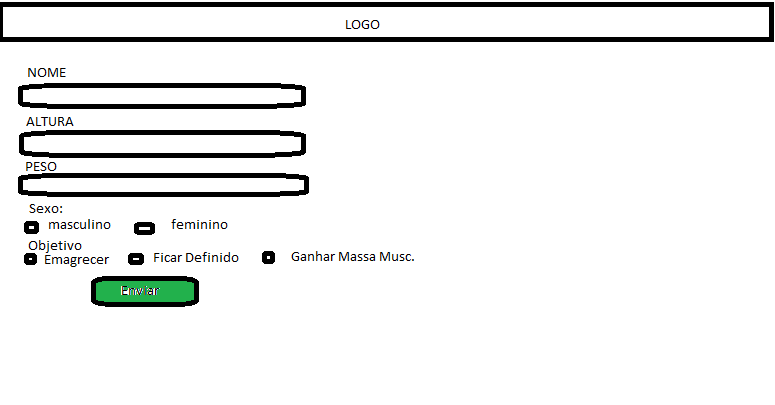 LOGO
NOME
ALTURA
PESO
Sexo:
masculino feminino
Objetivo
Emagrecer Ficar Definido Ganhar Massa Musc.
Enviar